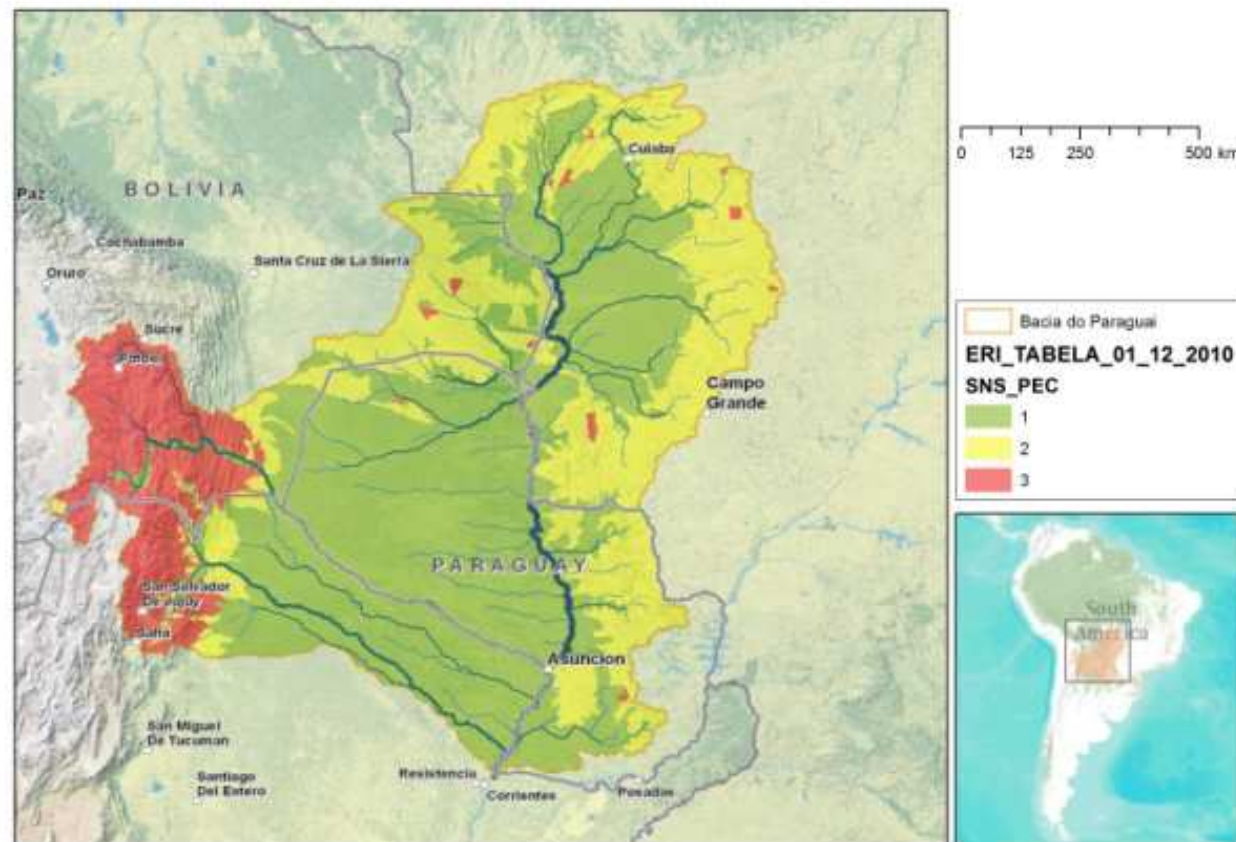 Cuiaba
BOLIVIA
Paz
Cochabamba
Santa Cruz de La Sierra
Oruro
Sucre
Campo
Grande
PARAGUAY
San Salvador
De Jujuy
Salta
Asuncion
San Miguel
De Tucuman
Santiago
Del Estero
Resistencia
Corrientes
Posadas
0 125 250 500 km
Bacia do Paraguai
ERI_TABELA_01_12_2010
SNS_PEC
1
2
3
South
America